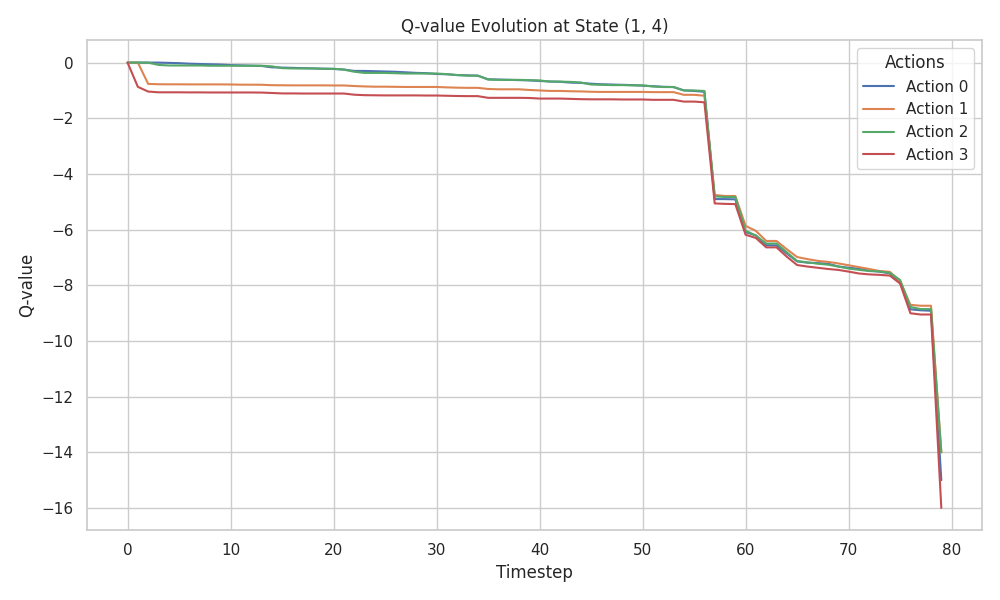 Q-value Evolution at State (1, 4)
Actions
Action 0
Action 1
Action 2
Action 3
Q-value
0
−2
−4
−6
−8
−10
−12
−14
−16
0 10 20 30 40 50 60 70 80
Timestep